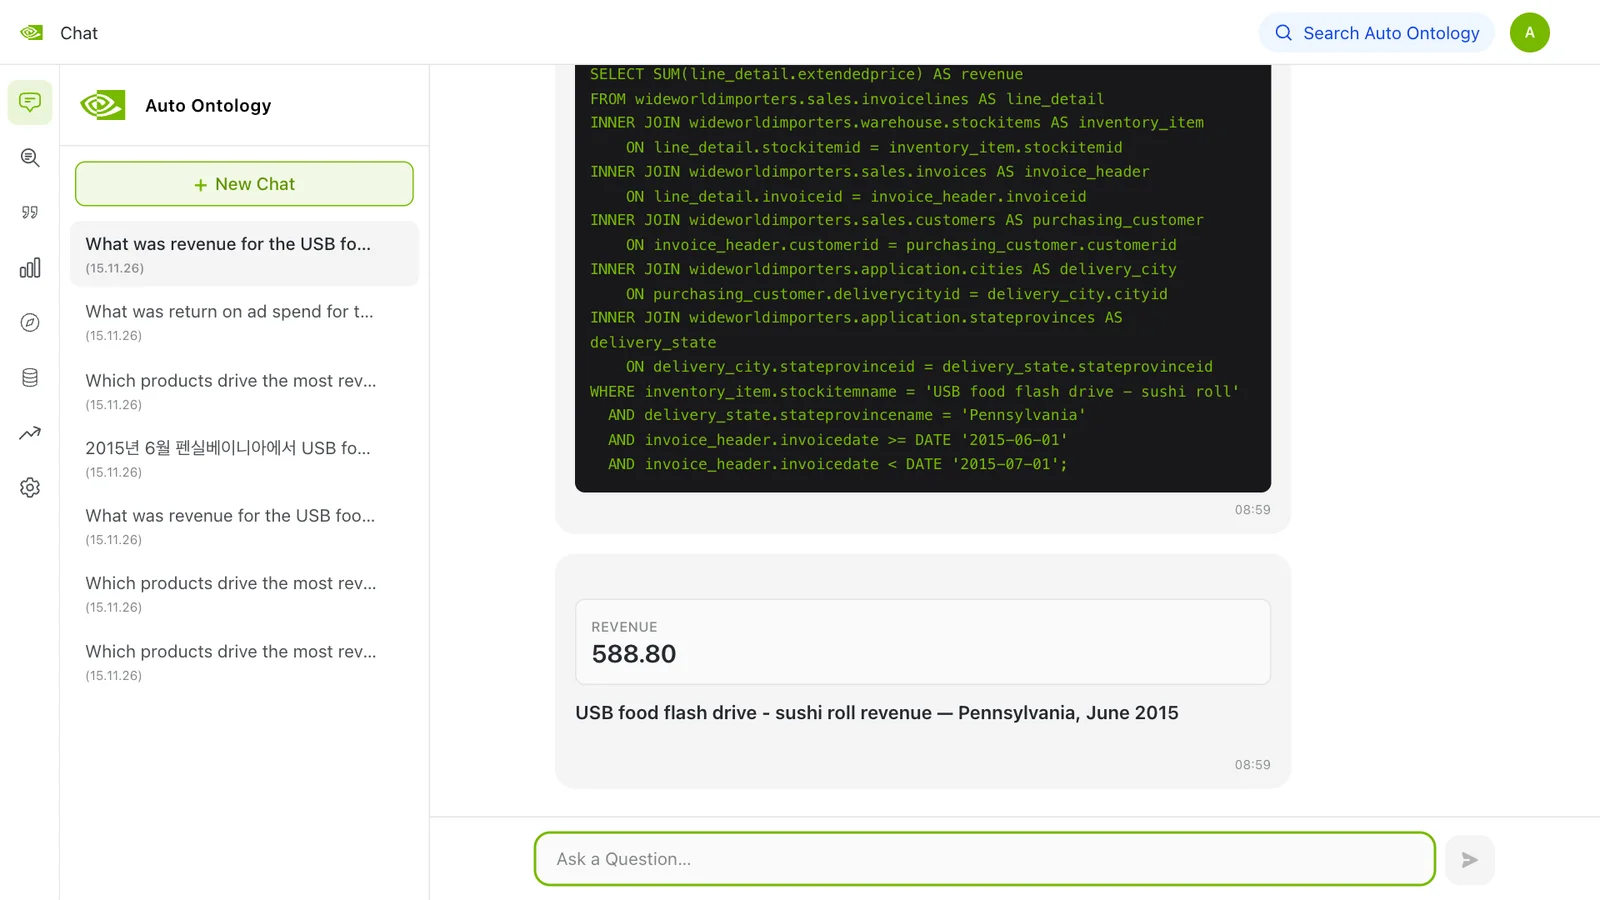 Chat
Search Auto Ontology
A
Auto Ontology
+ New Chat
What was revenue for the USB fo...
(15.11.26)
What was return on ad spend for t...
(15.11.26)
Which products drive the most rev...
(15.11.26)
2015년 6월 펜실베이니아에서 USB fo...
(15.11.26)
What was revenue for the USB foo...
(15.11.26)
Which products drive the most rev...
(15.11.26)
Which products drive the most rev...
(15.11.26)
SELECT SUM(line_detail.extendedprice) AS revenue
FROM wideworldimporters.sales.invoicelines AS line_detail
INNER JOIN wideworldimporters.warehouse.stockitems AS inventory_item
    ON line_detail.stockitemid = inventory_item.stockitemid
INNER JOIN wideworldimporters.sales.invoices AS invoice_header
    ON line_detail.invoiceid = invoice_header.invoiceid
INNER JOIN wideworldimporters.sales.customers AS purchasing_customer
    ON invoice_header.customerid = purchasing_customer.customerid
INNER JOIN wideworldimporters.application.cities AS delivery_city
    ON purchasing_customer.deliverycityid = delivery_city.cityid
INNER JOIN wideworldimporters.application.stateprovinces AS
delivery_state
    ON delivery_city.stateprovinceid = delivery_state.stateprovinceid
WHERE inventory_item.stockitemname = 'USB food flash drive - sushi roll'
  AND delivery_state.stateprovincename = 'Pennsylvania'
  AND invoice_header.invoicedate >= DATE '2015-06-01'
  AND invoice_header.invoicedate < DATE '2015-07-01';
08:59
REVENUE
588.80
USB food flash drive - sushi roll revenue — Pennsylvania, June 2015
08:59
Ask a Question...